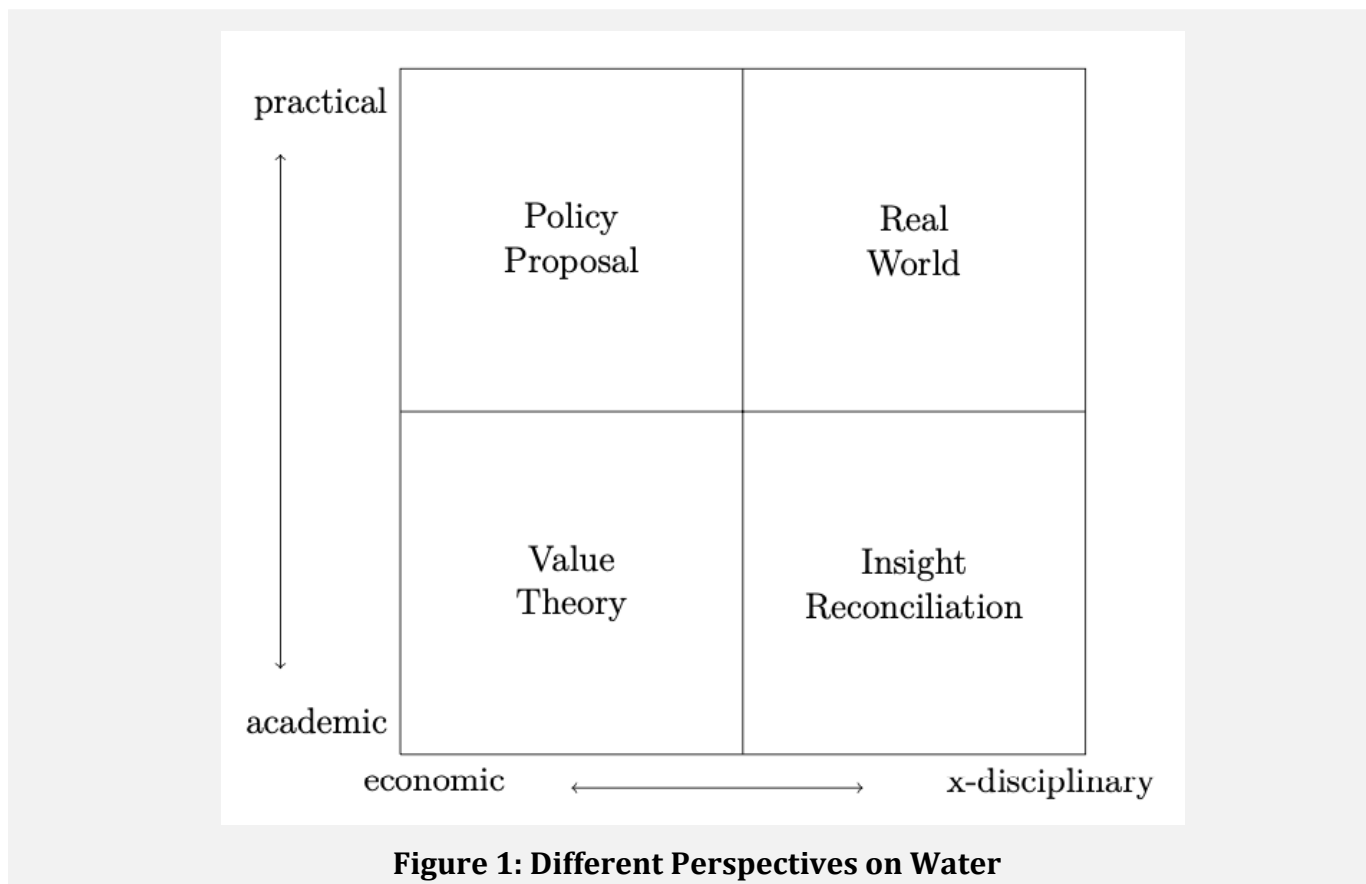 practical
Policy
Proposal
Real
World
Value
Theory
Insight
Reconciliation
academic
economic
x-disciplinary
Figure 1: Different Perspectives on Water